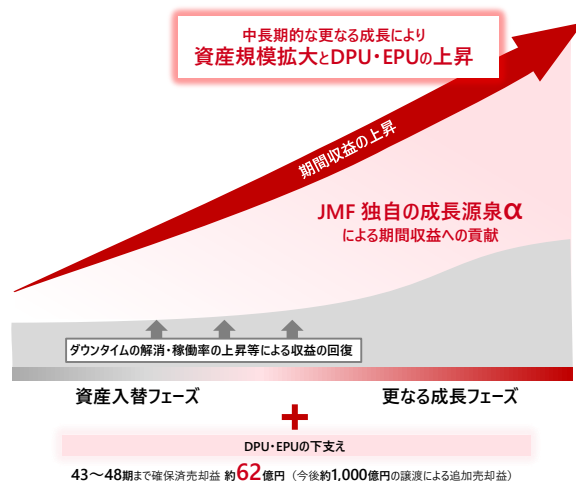 中長期的な更なる成長により
資産規模拡大とDPU・EPUの上昇
期間収益の上昇
JMF 独自の成長源泉α
による期間収益への貢献
ダウンタイムの解消・稼働率の上昇等による収益の回復
資産入替フェーズ
更なる成長フェーズ
+
DPU・EPUの下支え
43～48期まで確保済売却益 約62億円（今後約1,000億円の譲渡による追加売却益）